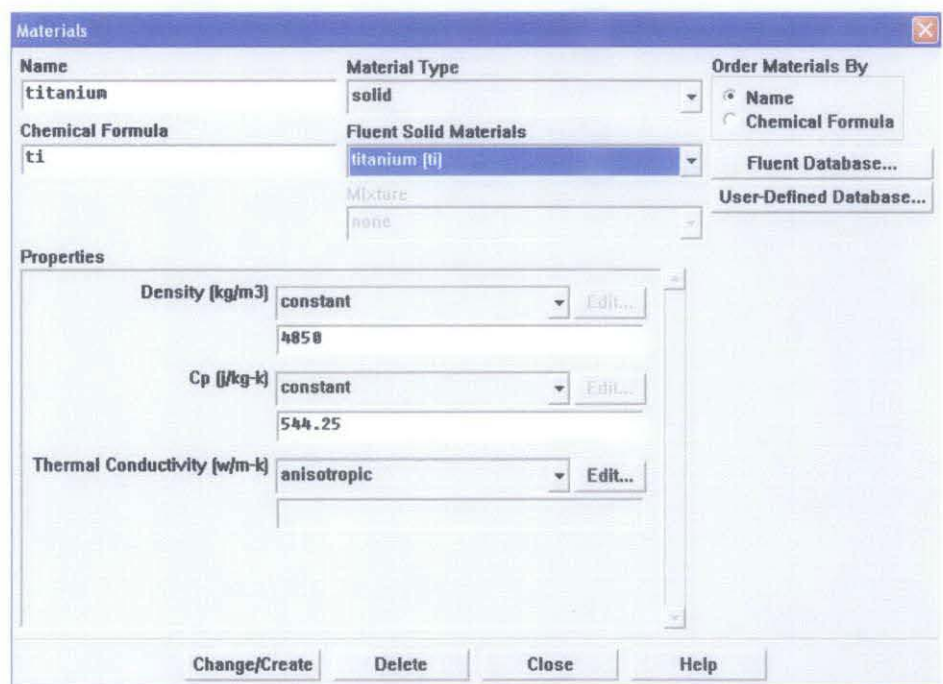 Materials
Name
titanium
Chemical Formula
ti
Material Type
solid
Fluent Solid Materials
titanium (ti)
Mixture
none
Order Materials By
Name
Chemical Formula
Fluent Database...
User-Defined Database...
Properties
Density (kg/m3) constant Edit...
4850
Cp (j/kg-k) constant Edit...
544.25
Thermal Conductivity (w/m-k) anisotropic Edit...
Change/Create Delete Close Help